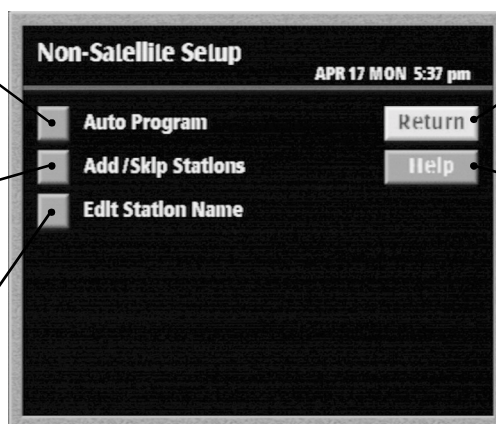 Non-Satellite Setup
APR 17 MON 5:37 pm
Auto Program
Return
Add / Skip Stations
Help
Edit Station Name